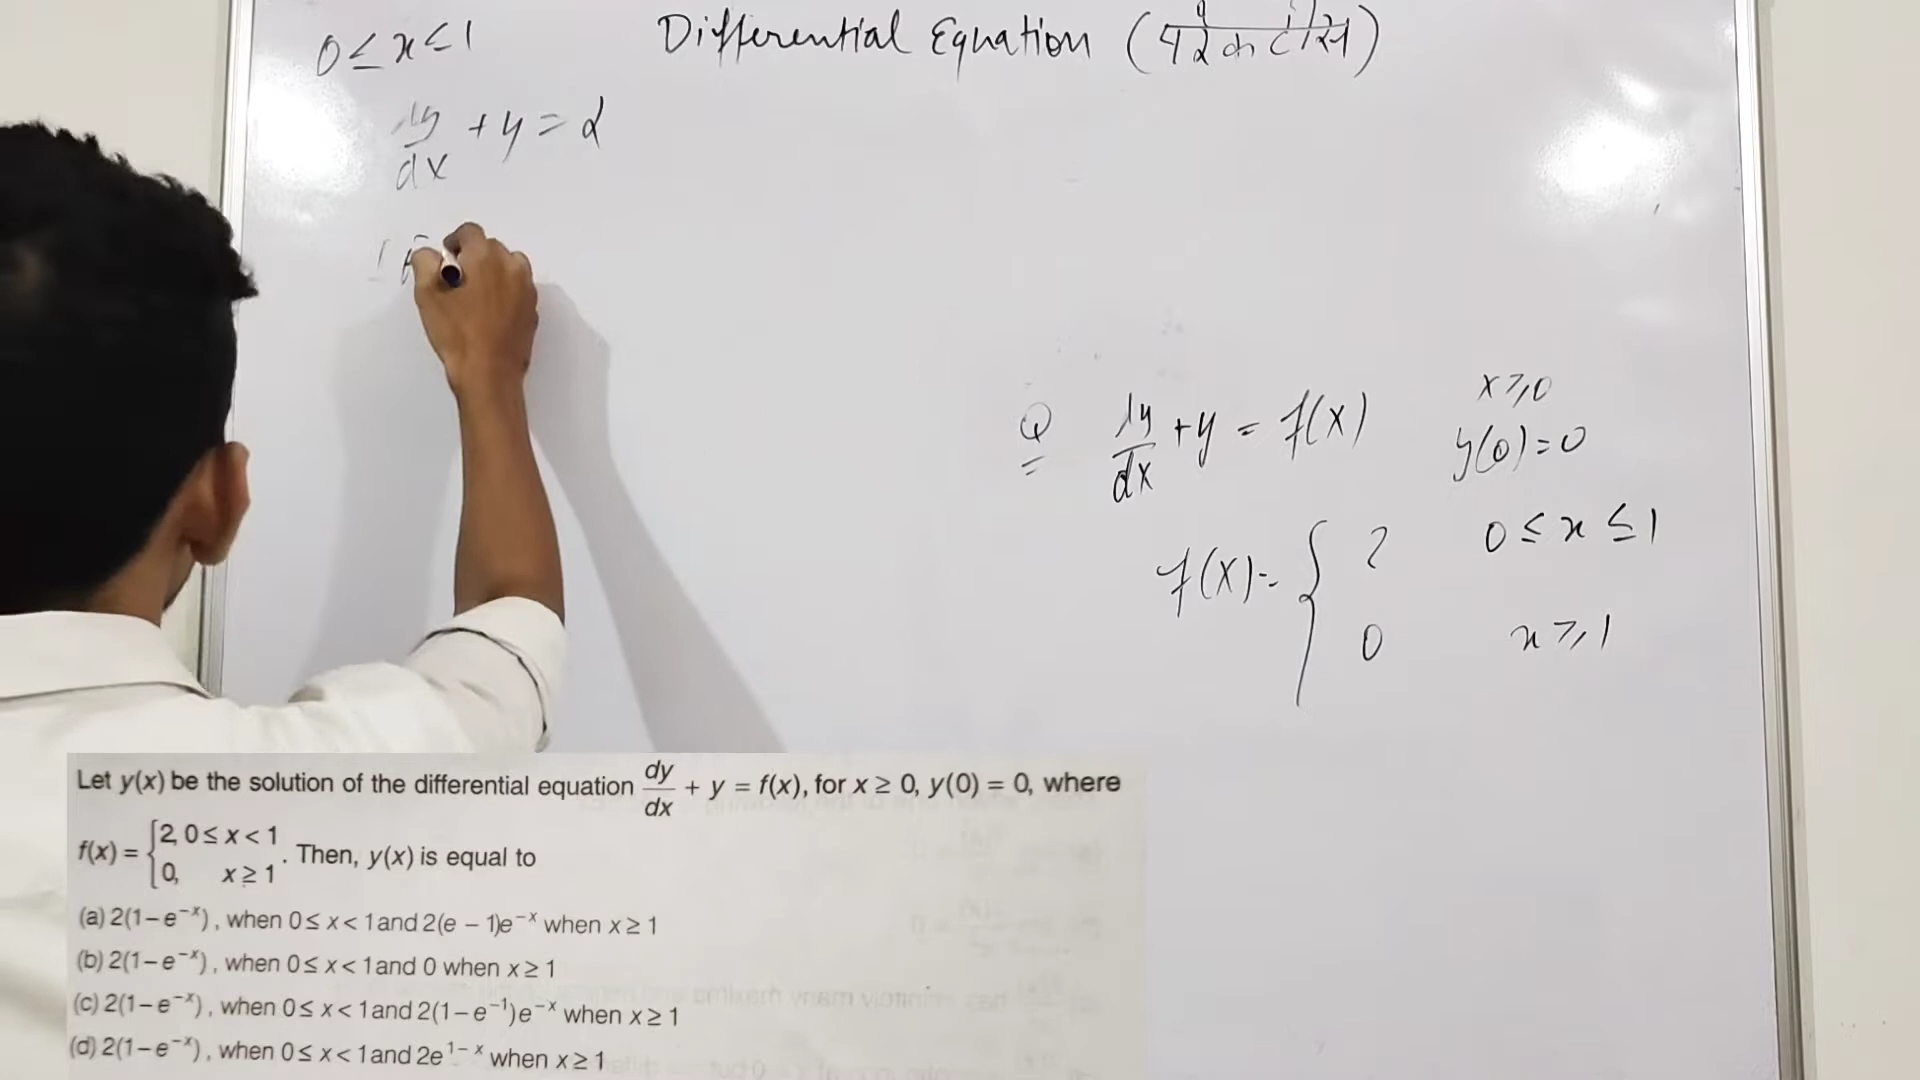 0 ≤ x ≤ 1
Differential Equation
dy/dx + y = 2
Q dy/dx + y = f(x) x ≥ 0
y(0) = 0
f(x) = { 2 0 ≤ x ≤ 1
0 x ≥ 1
Let y(x) be the solution of the differential equation dy/dx + y = f(x), for x ≥ 0, y(0) = 0, where
f(x) = { 2, 0 ≤ x < 1
0, x ≥ 1 . Then, y(x) is equal to
(a) 2(1−e^−x), when 0 ≤ x < 1 and 2(e − 1)e^−x when x ≥ 1
(b) 2(1−e^−x), when 0 ≤ x < 1 and 0 when x ≥ 1
(c) 2(1−e^−x), when 0 ≤ x < 1 and 2(1−e^−1)e^−x when x ≥ 1
(d) 2(1−e^−x), when 0 ≤ x < 1 and 2e^1−x when x ≥ 1